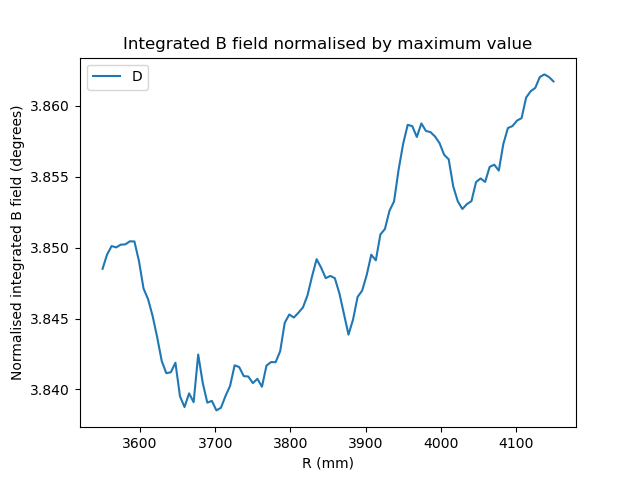 Integrated B field normalised by maximum value
D
Normalised integrated B field (degrees)
3.860
3.855
3.850
3.845
3.840
3600 3700 3800 3900 4000 4100
R (mm)